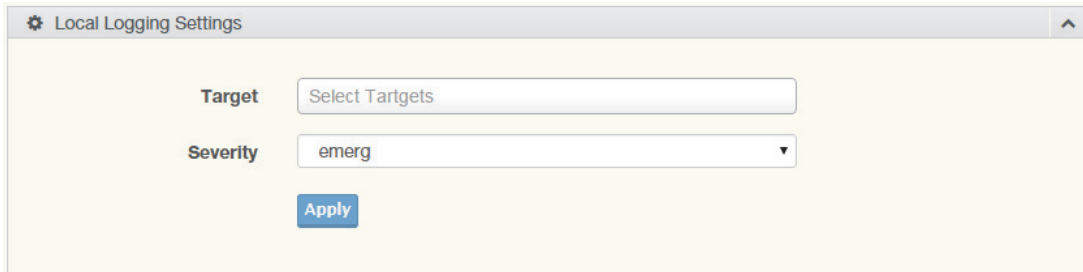 Local Logging Settings
Target Select Tartgets
Severity emerg
Apply